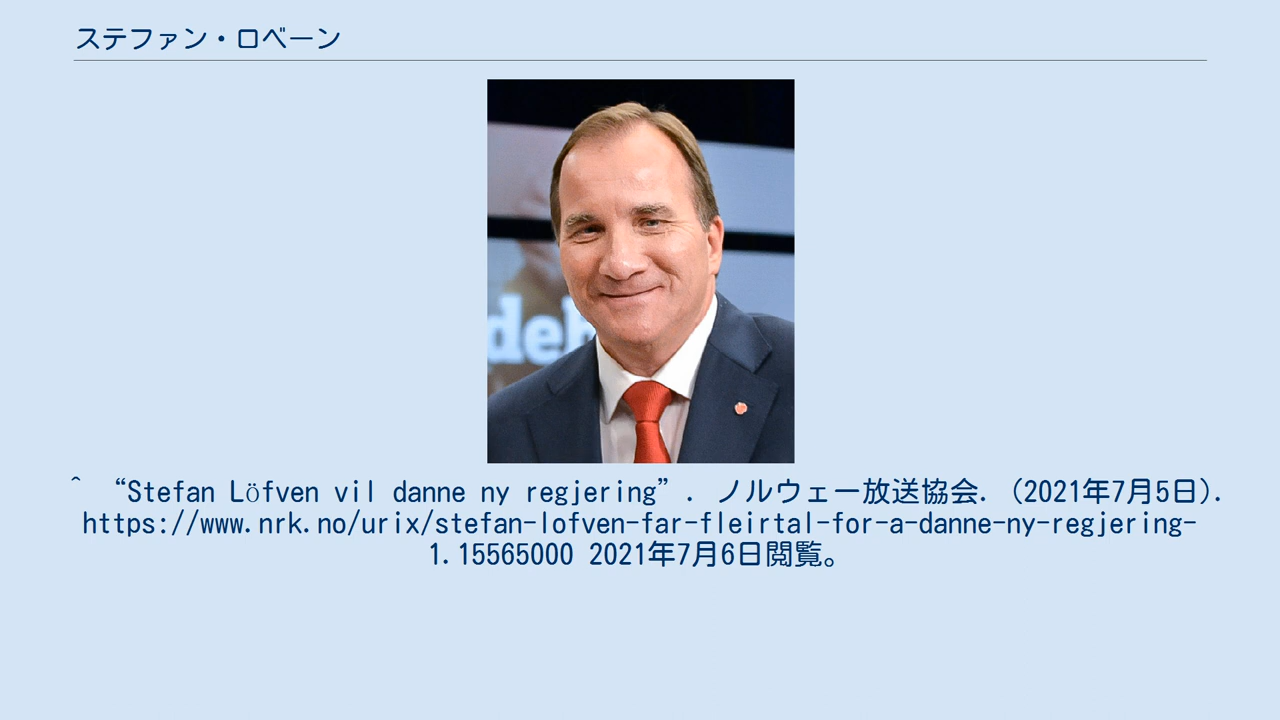 ステファン・ロベーン
deb
^ “Stefan Löfven vil danne ny regjering”. ノルウェー放送協会. (2021年7月5日).
https://www.nrk.no/urix/stefan-lofven-far-fleirtal-for-a-danne-ny-regjering-
1.15565000 2021年7月6日閲覧。